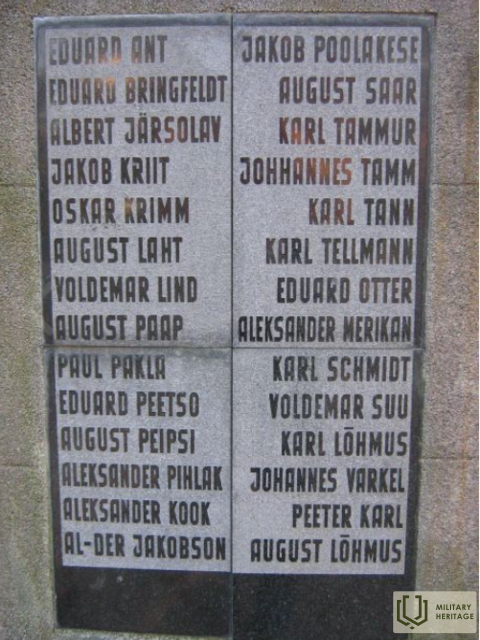 EDUARD ANT
EDUARD BRINGFELDT
ALBERT JÄRSOLAV
JAKOB KRIIT
OSKAR KRIMM
AUGUST LAHT
VOLDEMAR LIND
AUGUST PAAP
PAUL PAKLA
EDUARD PEETSO
AUGUST PEIPSI
ALEKSANDER PIHLAK
ALEKSANDER KOOK
AL-DER JAKOBSON
JAKOB POOLAKESE
AUGUST SAAR
KARL TAMMUR
JOHHANNES TAMM
KARL TANN
KARL TELLMANN
EDUARD OTTER
ALEKSANDER MERIKAN
KARL SCHMIDT
VOLDEMAR SUU
KARL LÕHMUS
JOHANNES VARKEL
PEETER KARL
AUGUST LÕHMUS
MILITARY
HERITAGE